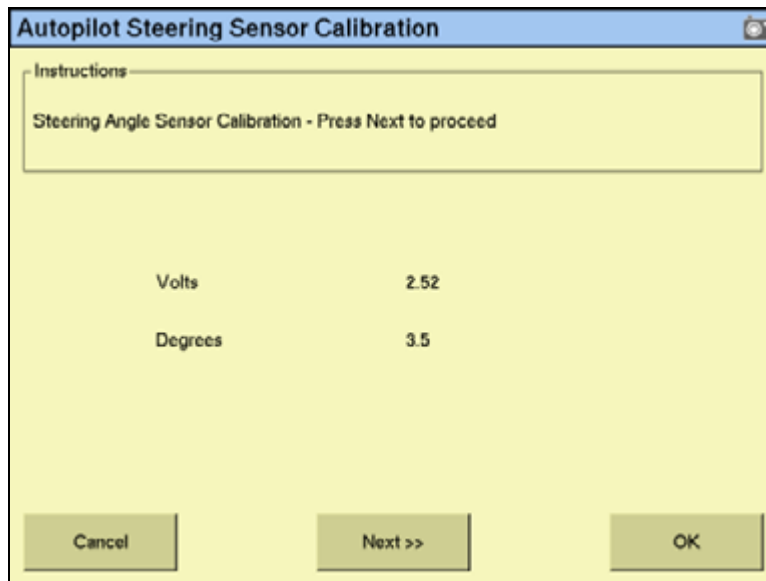 Autopilot Steering Sensor Calibration
Instructions
Steering Angle Sensor Calibration - Press Next to proceed
Volts 2.52
Degrees 3.5
Cancel Next >> OK